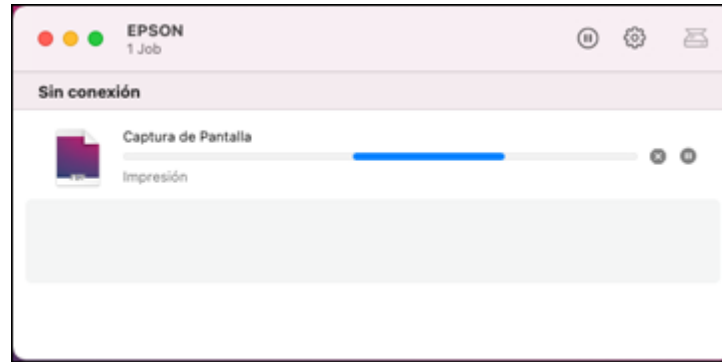 EPSON
1 Job
Sin conexión
Captura de Pantalla
Impresión